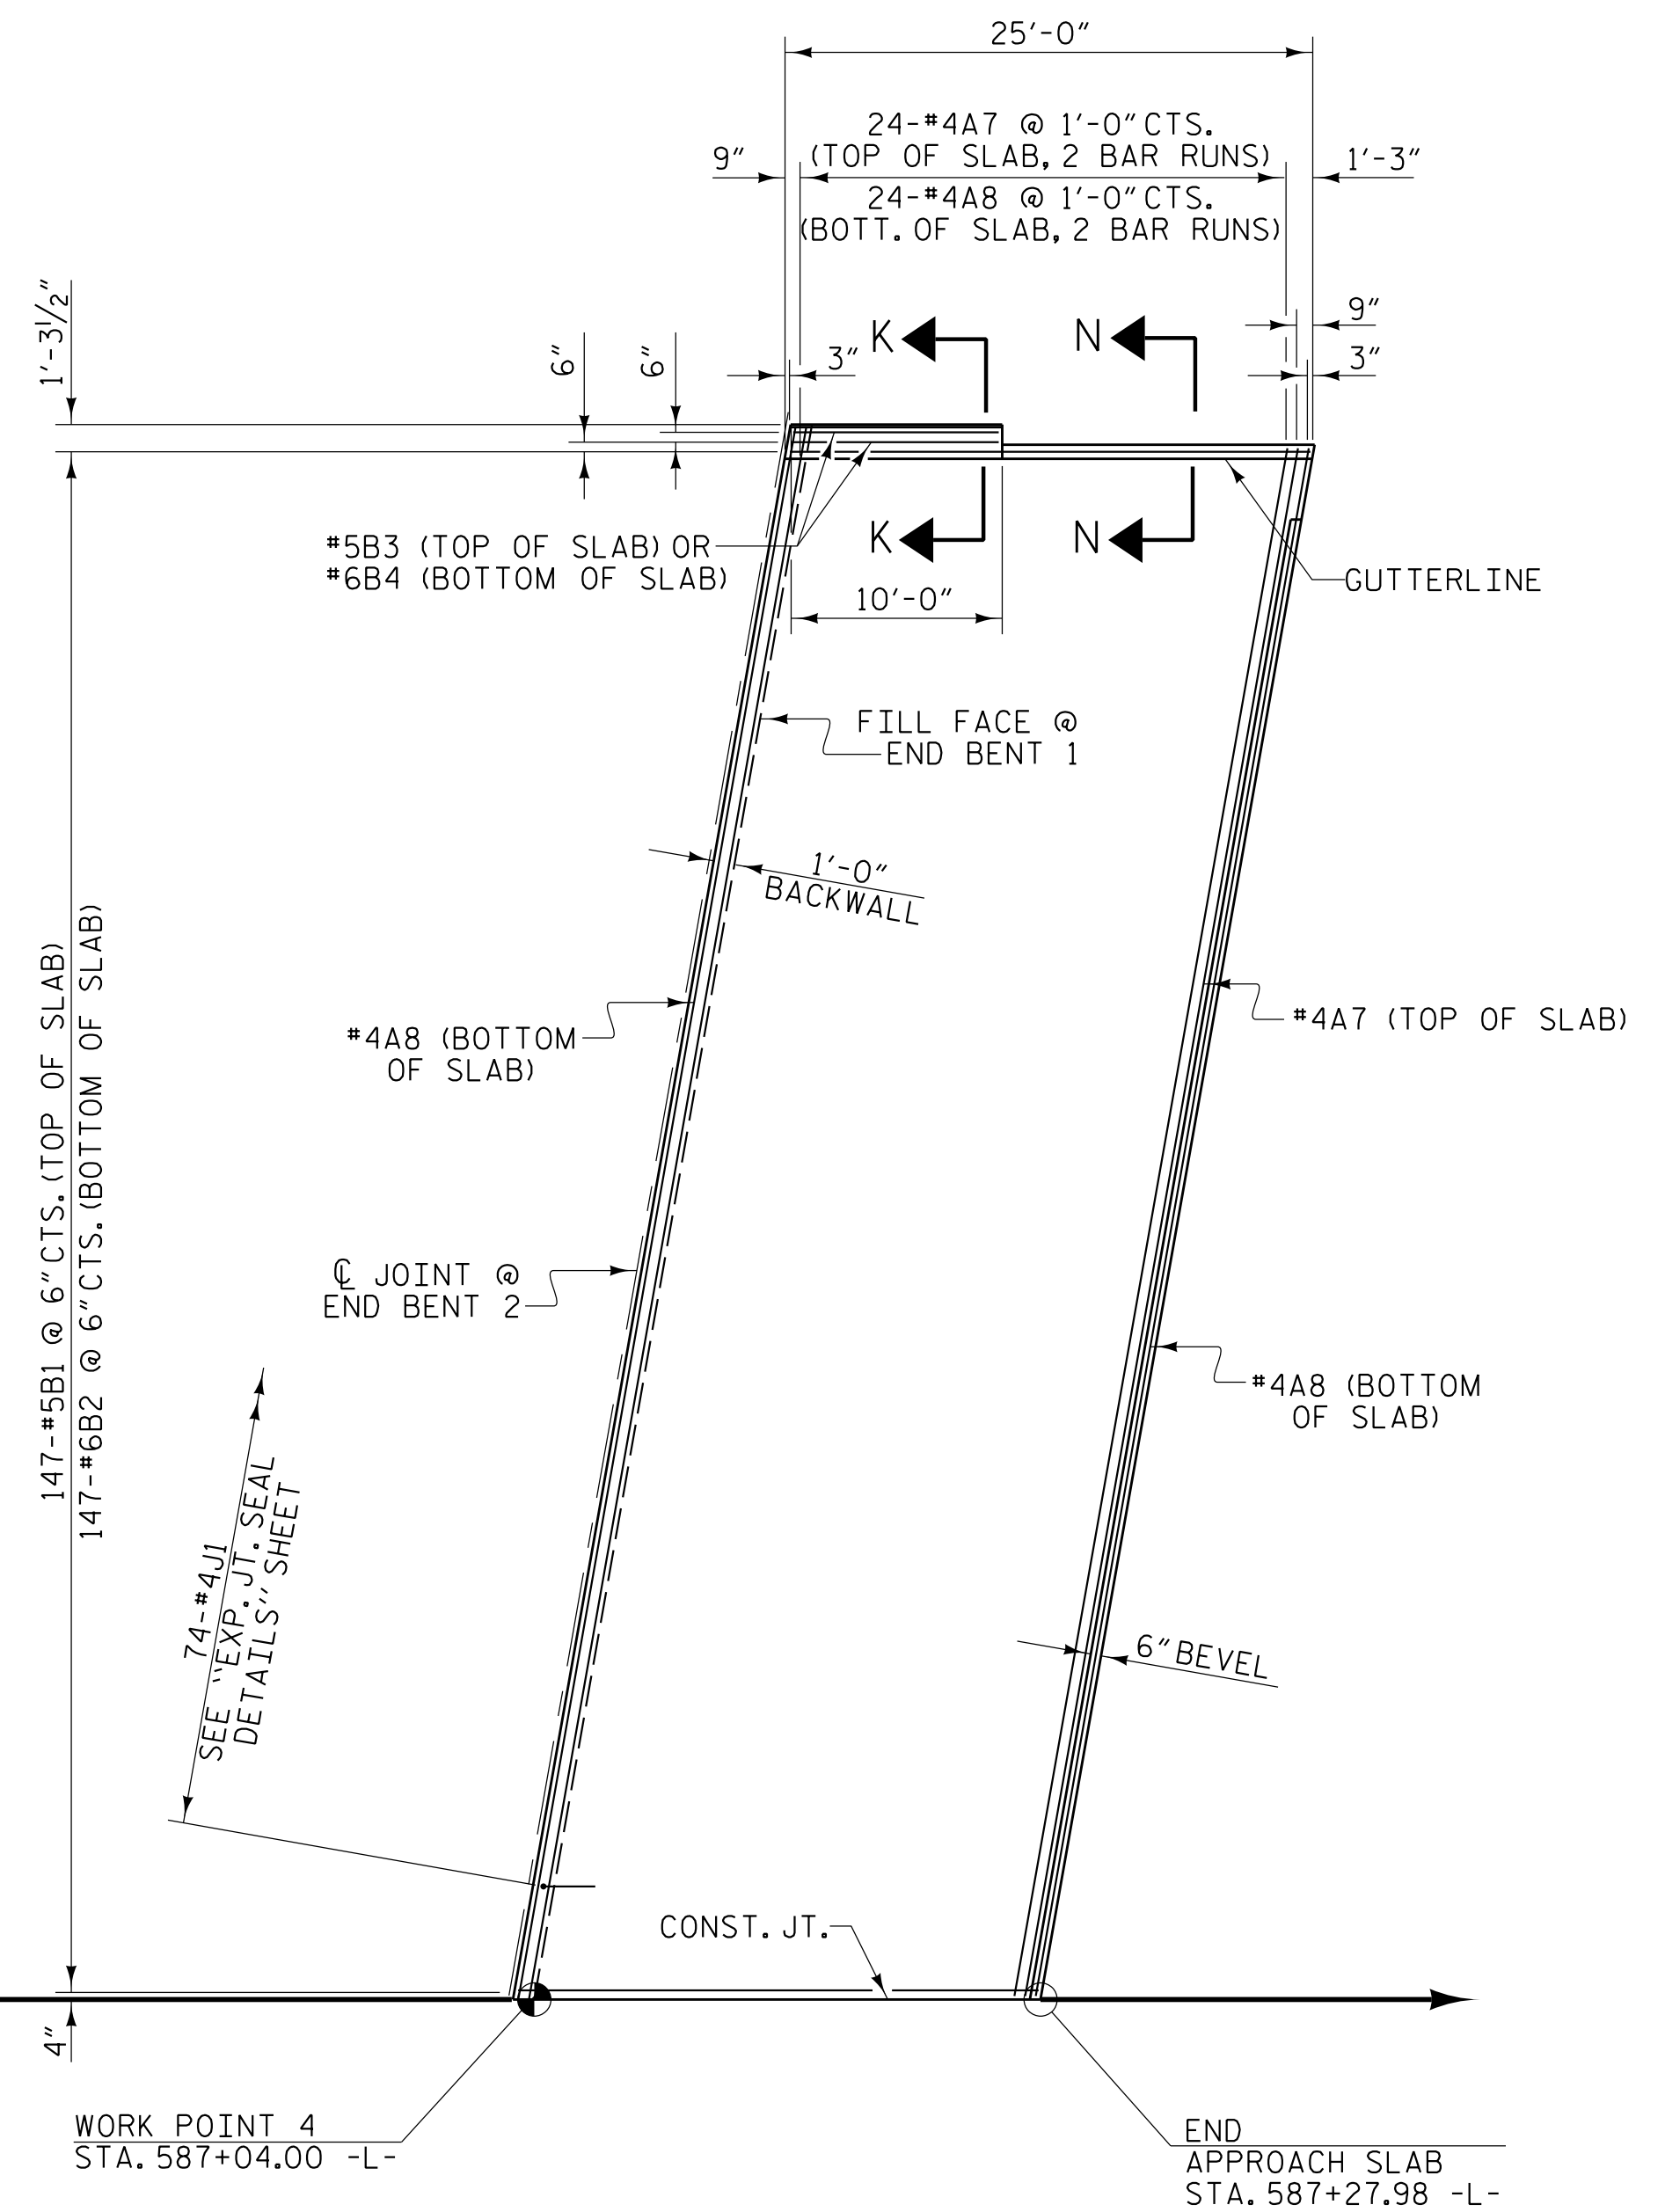 25'-0"
24-#4A7 @ 1'-0" CTS.
(TOP OF SLAB, 2 BAR RUNS)
9"
1'-3"
24-#4A8 @ 1'-0" CTS.
(BOTT. OF SLAB, 2 BAR RUNS)
1'-3½"
6"
6"
3"
K
N
9"
3"
#5B3 (TOP OF SLAB) OR
#6B4 (BOTTOM OF SLAB)
K
N
10'-0"
GUTTERLINE
FILL FACE @
END BENT 1
1'-0"
BACKWALL
#4A8 (BOTTOM
OF SLAB)
#4A7 (TOP OF SLAB)
147-#5B1 @ 6" CTS. (TOP OF SLAB)
147-#6B2 @ 6" CTS. (BOTTOM OF SLAB)
℄ JOINT @
END BENT 2
#4A8 (BOTTOM
OF SLAB)
74-#4J1
SEE "EXP. JT. SEAL
DETAILS" SHEET
6" BEVEL
CONST. JT.
4"
WORK POINT 4
STA. 587+04.00 -L-
END
APPROACH SLAB
STA. 587+27.98 -L-